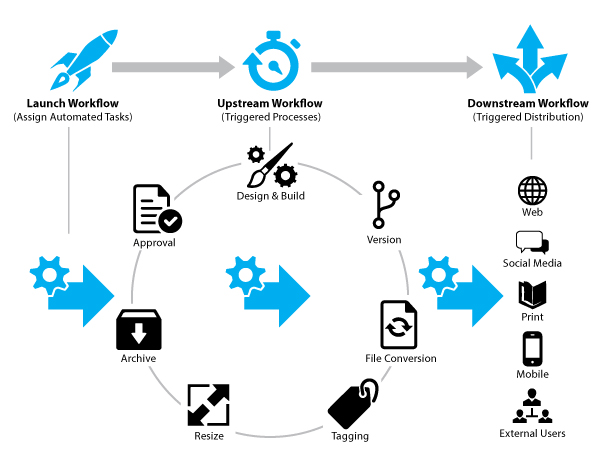 Launch Workflow
(Assign Automated Tasks)
Upstream Workflow
(Triggered Processes)
Downstream Workflow
(Triggered Distribution)
Design & Build
Version
File Conversion
Tagging
Resize
Archive
Approval
Web
Social Media
Print
Mobile
External Users